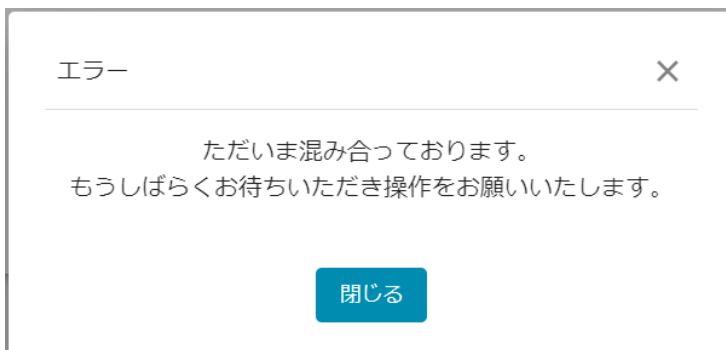 エラー
ただいま混み合っております。
もうしばらくお待ちいただき操作をお願いいたします。
閉じる